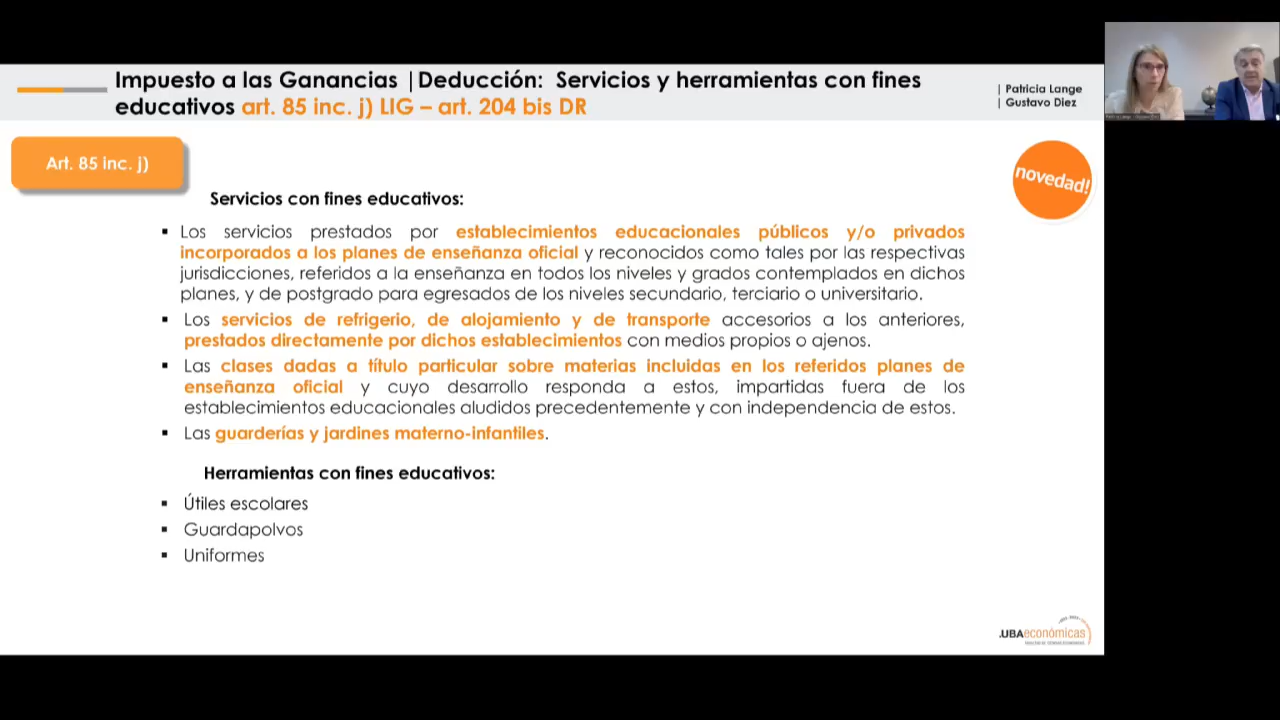 Impuesto a las Ganancias |Deducción: Servicios y herramientas con fines
educativos art. 85 inc. j) LIG – art. 204 bis DR
| Patricia Lange
| Gustavo Diez
Art. 85 inc. j)
novedad!
Servicios con fines educativos:
▪ Los servicios prestados por establecimientos educacionales públicos y/o privados
incorporados a los planes de enseñanza oficial y reconocidos como tales por las respectivas
jurisdicciones, referidos a la enseñanza en todos los niveles y grados contemplados en dichos
planes, y de postgrado para egresados de los niveles secundario, terciario o universitario.
▪ Los servicios de refrigerio, de alojamiento y de transporte accesorios a los anteriores,
prestados directamente por dichos establecimientos con medios propios o ajenos.
▪ Las clases dadas a título particular sobre materias incluidas en los referidos planes de
enseñanza oficial y cuyo desarrollo responda a estos, impartidas fuera de los
establecimientos educacionales aludidos precedentemente y con independencia de estos.
▪ Las guarderías y jardines materno-infantiles.
Herramientas con fines educativos:
▪ Útiles escolares
▪ Guardapolvos
▪ Uniformes
.UBAeconómicas